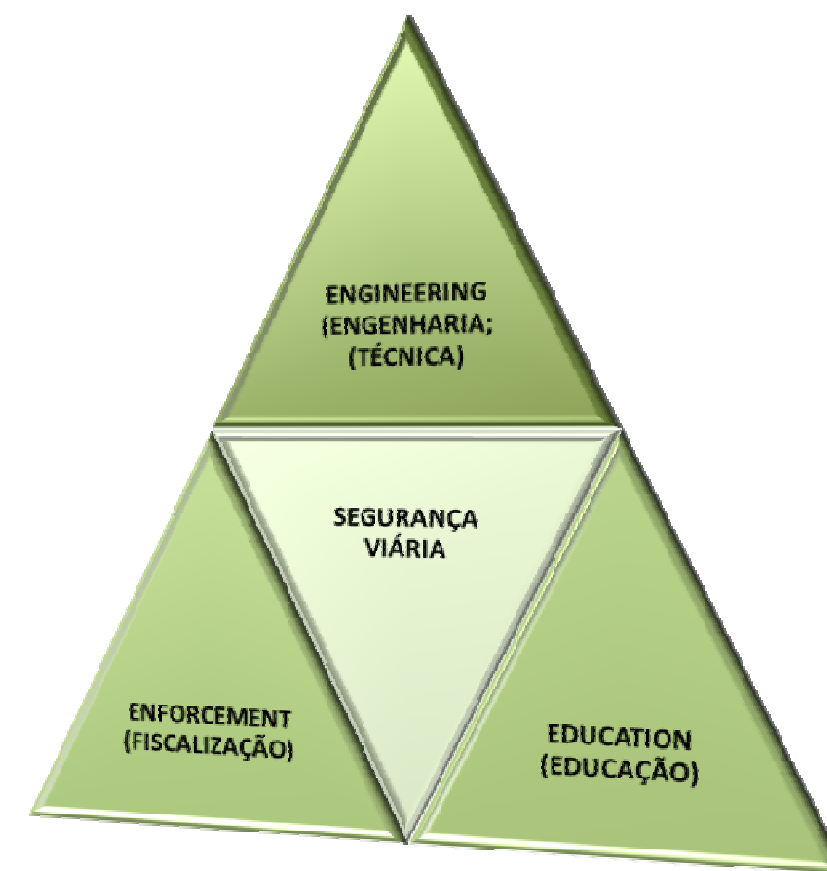 ENGINEERING
(ENGENHARIA;
(TÉCNICA)
SEGURANÇA
VIÁRIA
ENFORCEMENT
(FISCALIZAÇÃO)
EDUCATION
(EDUCAÇÃO)